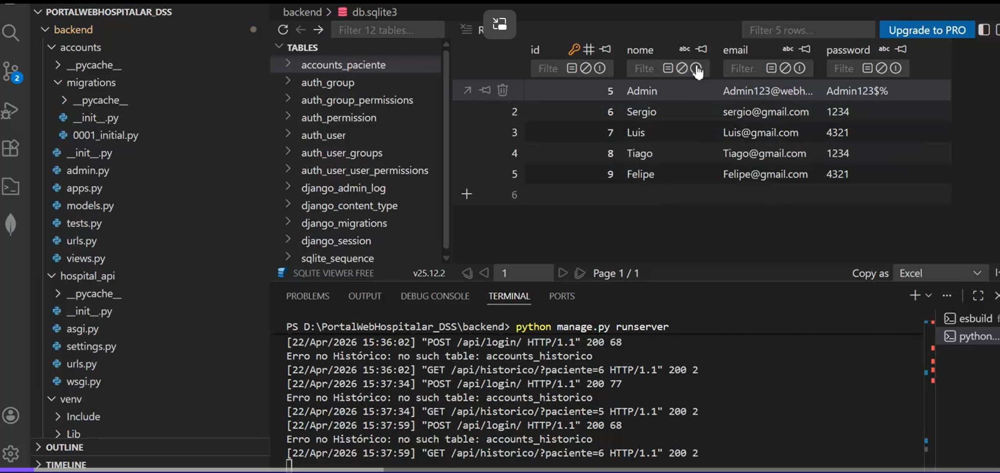 PORTALWEBHOSPITALAR_DSS
backend
accounts
__pycache__
migrations
__pycache__
__init__.py
0001_initial.py
__init__.py
admin.py
apps.py
models.py
tests.py
urls.py
views.py
hospital_api
__pycache__
__init__.py
asgi.py
settings.py
urls.py
wsgi.py
venv
Include
Lib
OUTLINE
TIMELINE
2
backend > db.sqlite3
Filter 12 tables...
Filter 5 rows...
Upgrade to PRO
TABLES
accounts_paciente
auth_group
auth_group_permissions
auth_permission
auth_user
auth_user_groups
auth_user_user_permissions
django_admin_log
django_content_type
django_migrations
django_session
sqlite_sequence
id nome abc email abc password abc
Filte Filte Filter. Filte
5 Admin Admin123@webh... Admin123$%
2 6 Sergio sergio@gmail.com 1234
3 7 Luis Luis@gmail.com 4321
4 8 Tiago Tiago@gmail.com 1234
5 9 Felipe Felipe@gmail.com 4321
6
SQLITE VIEWER FREE v25.12.2 1 Page 1 / 1 Copy as Excel
PROBLEMS OUTPUT DEBUG CONSOLE TERMINAL PORTS
PS D:\PortalWebHospitalar_DSS\backend> python manage.py runserver
[22/Apr/2026 15:36:02] "POST /api/login/ HTTP/1.1" 200 68
Erro no Histórico: no such table: accounts_historico
[22/Apr/2026 15:36:02] "GET /api/historico/?paciente=6 HTTP/1.1" 200 2
[22/Apr/2026 15:37:34] "POST /api/login/ HTTP/1.1" 200 77
Erro no Histórico: no such table: accounts_historico
[22/Apr/2026 15:37:34] "GET /api/historico/?paciente=5 HTTP/1.1" 200 2
[22/Apr/2026 15:37:59] "POST /api/login/ HTTP/1.1" 200 68
Erro no Histórico: no such table: accounts_historico
[22/Apr/2026 15:37:59] "GET /api/historico/?paciente=6 HTTP/1.1" 200 2
esbuild
python...